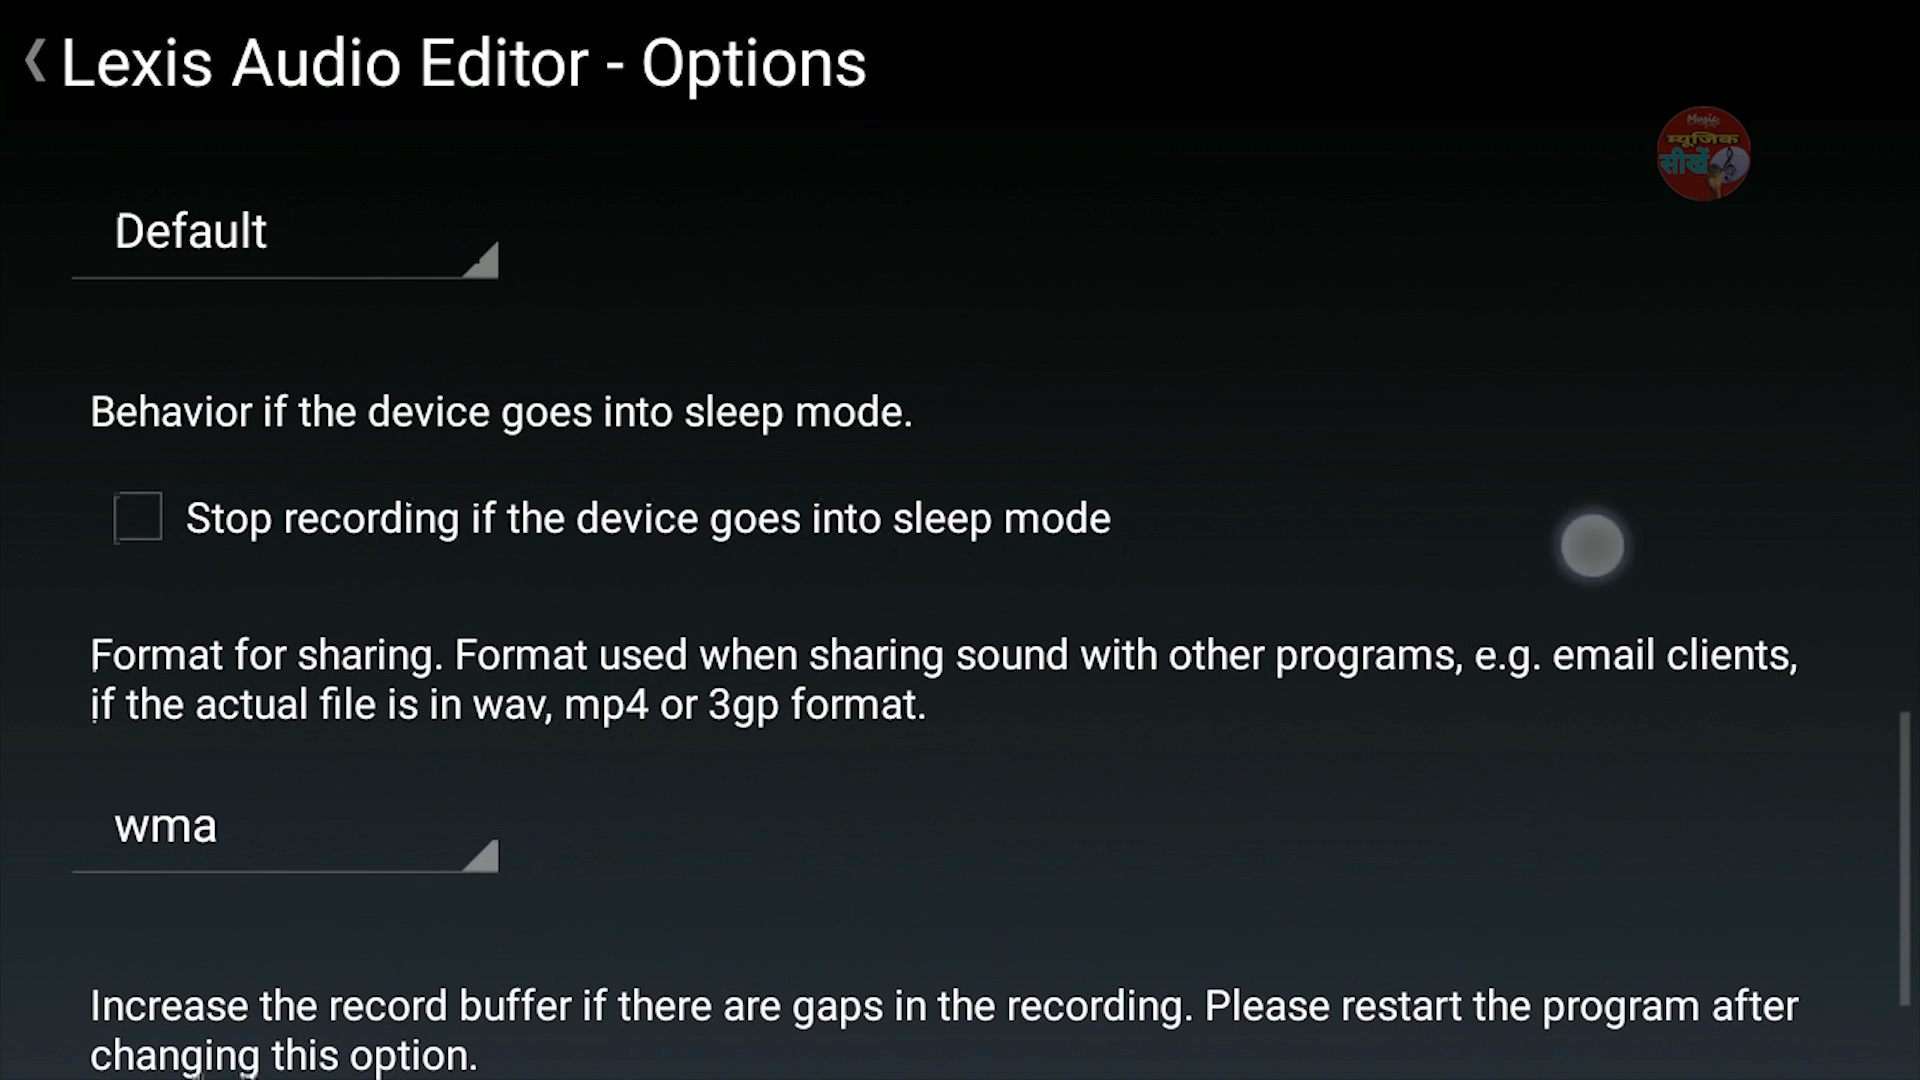 Lexis Audio Editor - Options
Music
म्यूजिक
सीखें
Default
Behavior if the device goes into sleep mode.
Stop recording if the device goes into sleep mode
Format for sharing. Format used when sharing sound with other programs, e.g. email clients,
if the actual file is in wav, mp4 or 3gp format.
wma
Increase the record buffer if there are gaps in the recording. Please restart the program after
changing this option.